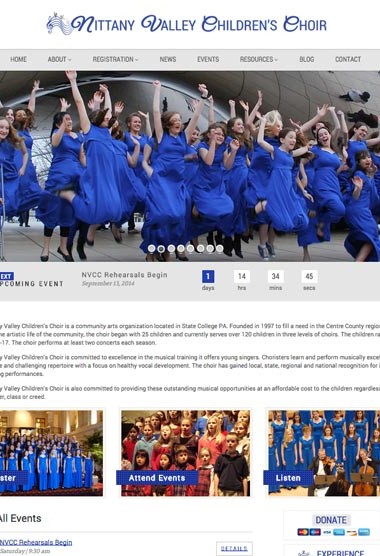 Nittany Valley Children's Choir
HOME ABOUT REGISTRATION NEWS EVENTS RESOURCES BLOG CONTACT
EXT
PCOMING EVENT
NVCC Rehearsals Begin
September 13, 2014
1 14 34 45
days hrs mins secs
y Valley Children's Choir is a community arts organization located in State College PA. Founded in 1997 to fill a need in the Centre County region
he artistic life of the community, the choir began with 25 children and currently serves over 120 children in three levels of choirs. The children ra
-17. The choir performs at least two concerts each season.
y Valley Children's Choir is committed to excellence in the musical training it offers young singers. Choristers learn and perform musically excel
e and challenging repertoire with a focus on healthy vocal development. The choir has gained local, state, regional and national recognition for i
ng performances.
y Valley Children's Choir is also committed to providing these outstanding musical opportunities at an affordable cost to the children regardles
er, class or creed.
ster
Attend Events
Listen
All Events
NVCC Rehearsals Begin
Saturday | 9:30 am
DETAILS
DONATE
EXPERIENCE